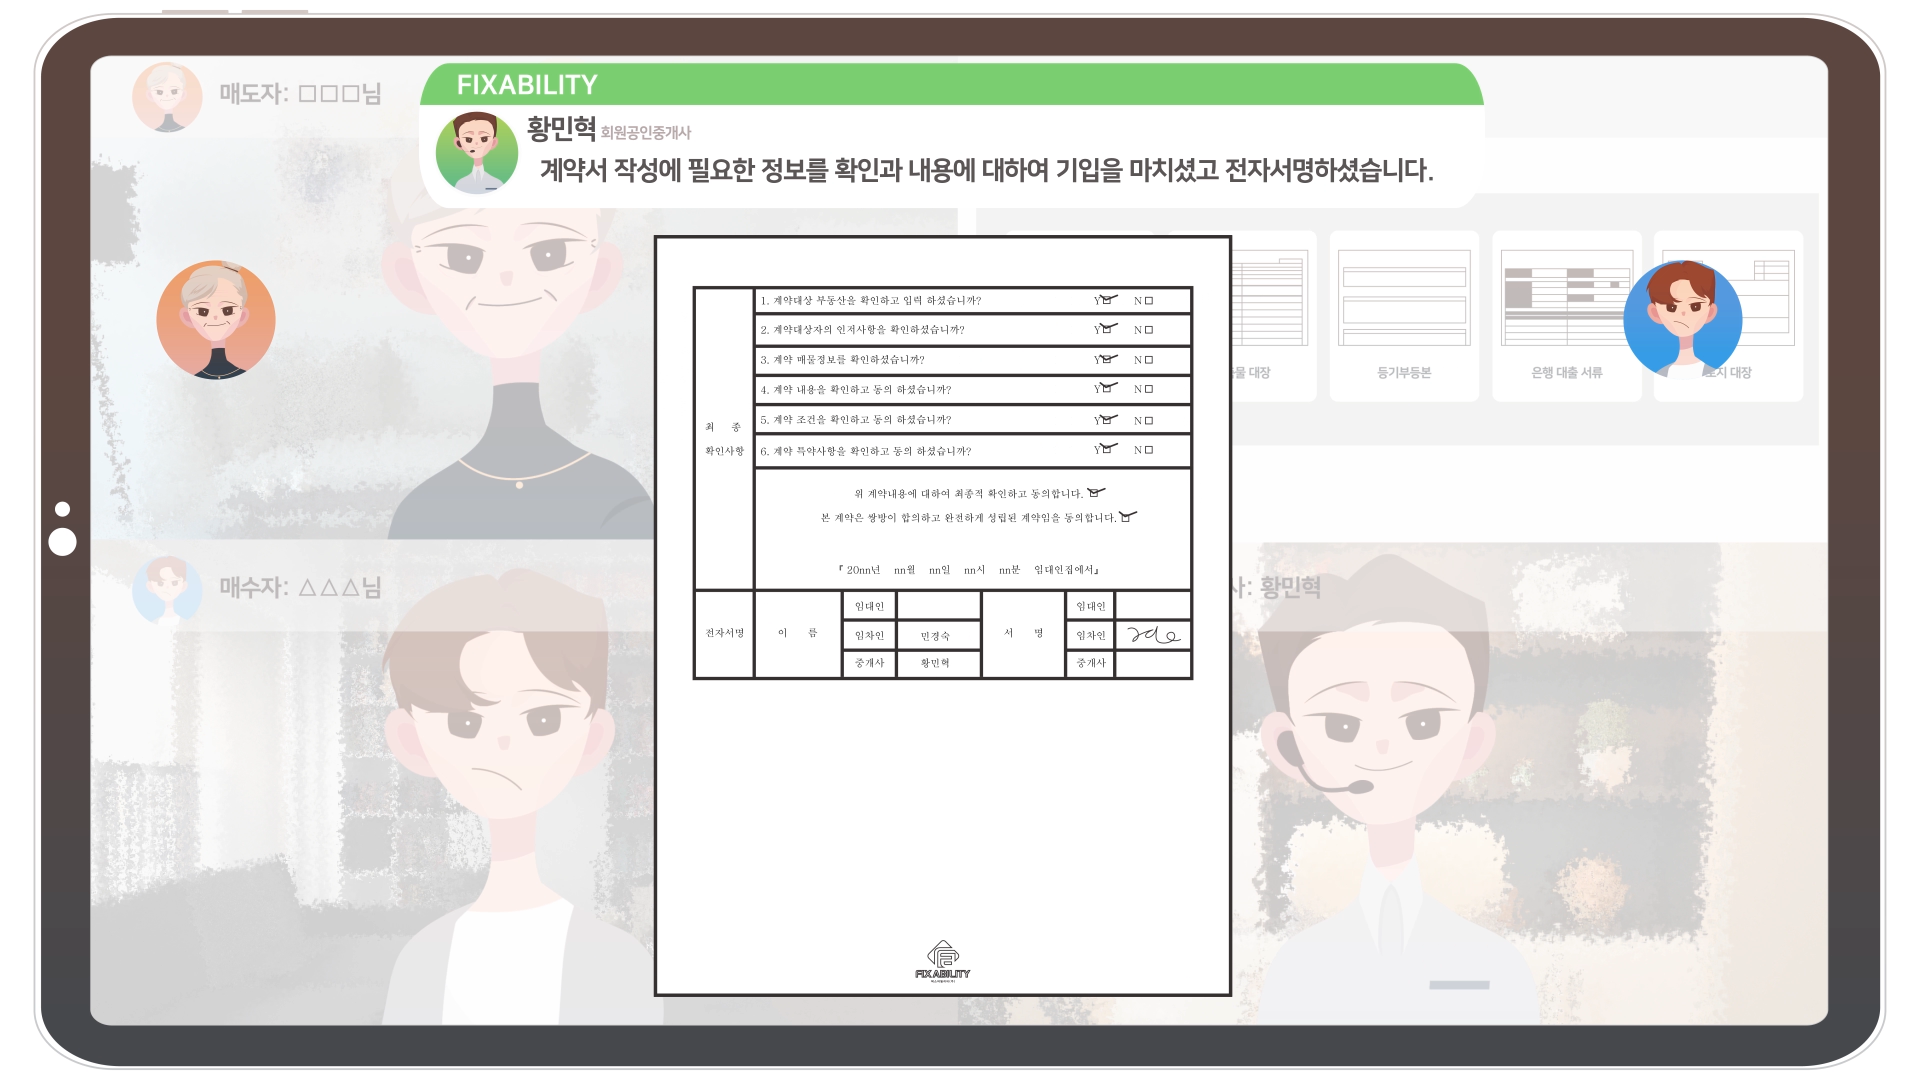 매도자: □□□님
FIXABILITY
황민혁 회원공인중개사
계약서 작성에 필요한 정보를 확인과 내용에 대하여 기입을 마치셨고 전자서명하셨습니다.
물 대장
등기부등본
은행 대출 서류
지 대장
최 종
확인사항
1. 계약대상 부동산을 확인하고 입력 하셨습니까? Y N
2. 계약대상자의 인저사항을 확인하셨습니까? Y N
3. 계약 매물정보를 확인하셨습니까? Y N
4. 계약 내용을 확인하고 동의 하셨습니까? Y N
5. 계약 조건을 확인하고 동의 하셨습니까? Y N
6. 계약 특약사항을 확인하고 동의 하셨습니까? Y N
위 계약내용에 대하여 최종적 확인하고 동의합니다.
본 계약은 쌍방이 합의하고 완전하게 성립된 계약임을 동의합니다.
『 20nn년 nn월 nn일 nn시 nn분 임대인집에서』
전자서명
이 름
임대인
임차인 민경숙
중개사 황민혁
서 명
임대인
임차인
중개사
매수자: △△△님
사: 황민혁
FIXABILITY